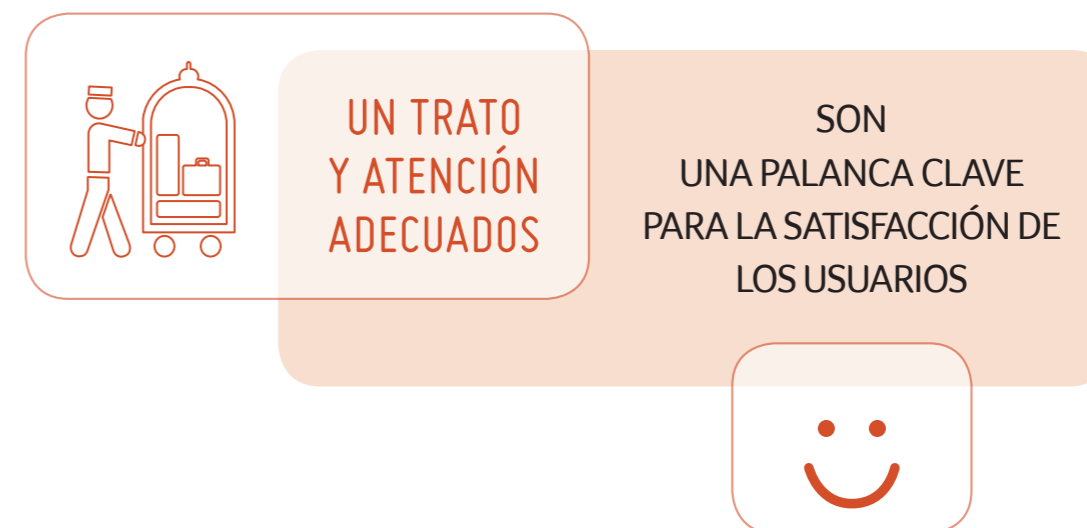 UN TRATO
Y ATENCIÓN
ADECUADOS
SON
UNA PALANCA CLAVE
PARA LA SATISFACCIÓN DE
LOS USUARIOS